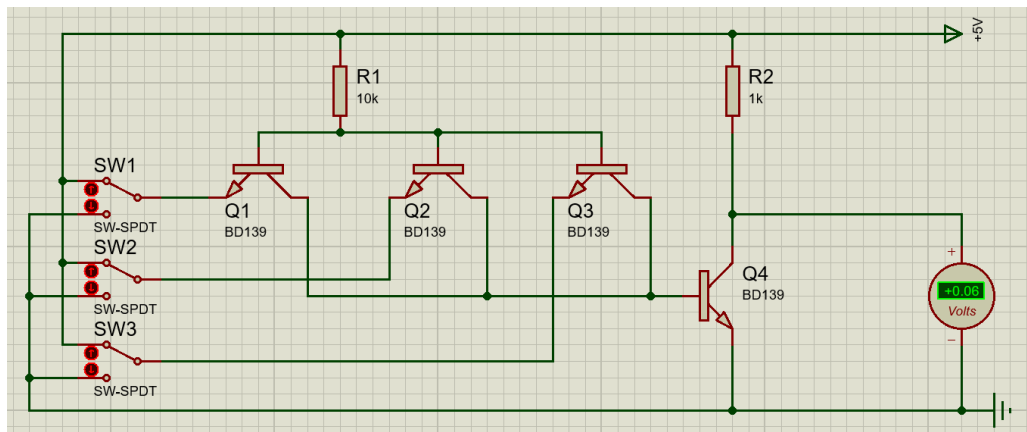 +5V
R1
10k
R2
1k
SW1
T
L
SW-SPDT
Q1
BD139
Q2
BD139
Q3
BD139
SW2
T
L
SW-SPDT
Q4
BD139
+
+0.06
Volts
−
SW3
T
L
SW-SPDT